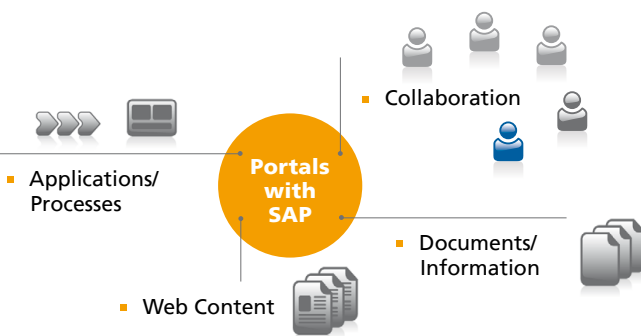 Collaboration
Applications/
Processes
Portals
with
SAP
Documents/
Information
Web Content